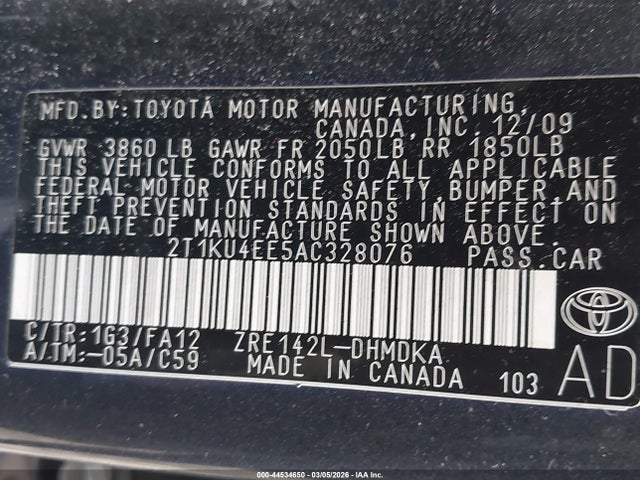 MFD. BY: TOYOTA MOTOR MANUFACTURING,
CANADA, INC. 12/09
GVWR 3860 LB GAWR FR 2050LB RR 1850LB
THIS VEHICLE CONFORMS TO ALL APPLICABLE
FEDERAL MOTOR VEHICLE SAFETY, BUMPER, AND
THEFT PREVENTION STANDARDS IN EFFECT ON
THE DATE OF MANUFACTURE SHOWN ABOVE.
2T1KU4EE5AC328076 PASS.CAR
C/TR: 1G3/FA12 ZRE142L-DHMDKA
A/TM: -05A/C59 MADE IN CANADA 103 AD
000-44534650 | 03/05/2026 | IAA Inc.